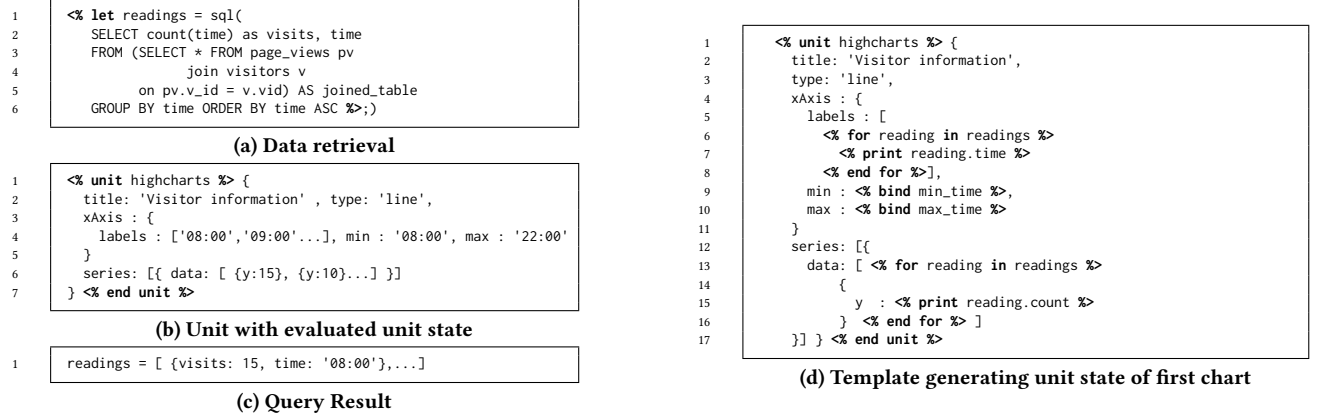 1 <% let readings = sql(
2 SELECT count(time) as visits, time
3 FROM (SELECT * FROM page_views pv
4 join visitors v
5 on pv.v_id = v.vid) AS joined_table
6 GROUP BY time ORDER BY time ASC %>;)
(a) Data retrieval
1 <% unit highcharts %> {
2 title: 'Visitor information' , type: 'line',
3 xAxis : {
4 labels : ['08:00','09:00'...], min : '08:00', max : '22:00'
5 }
6 series: [{ data: [ {y:15}, {y:10}...] }]
7 } <% end unit %>
(b) Unit with evaluated unit state
1 readings = [ {visits: 15, time: '08:00'},...]
(c) Query Result
1 <% unit highcharts %> {
2 title: 'Visitor information',
3 type: 'line',
4 xAxis : {
5 labels : [
6 <% for reading in readings %>
7 <% print reading.time %>
8 <% end for %>],
9 min : <% bind min_time %>,
10 max : <% bind max_time %>
11 }
12 series: [{
13 data: [ <% for reading in readings %>
14 {
15 y : <% print reading.count %>
16 } <% end for %> ]
17 }] } <% end unit %>
(d) Template generating unit state of first chart